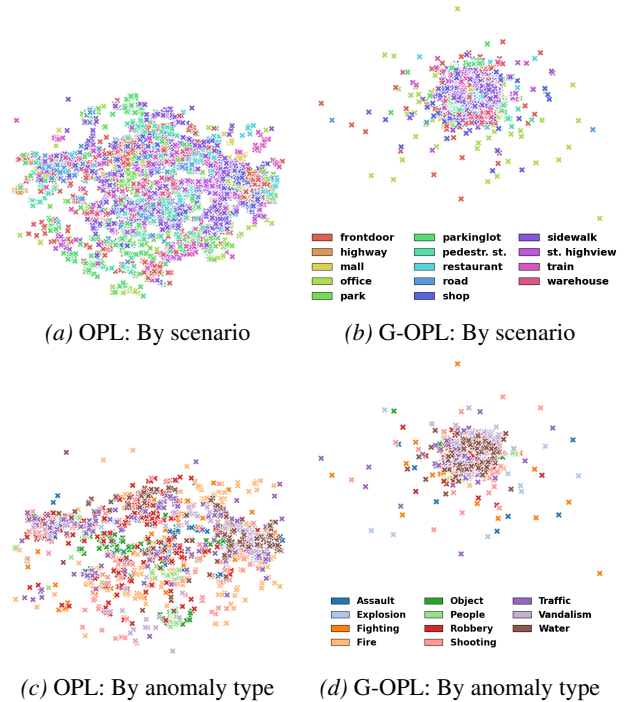 frontdoor parkinglot sidewalk
highway pedestr. st. st. highview
mall restaurant train
office road warehouse
park shop
(a) OPL: By scenario (b) G-OPL: By scenario
Assault Object Traffic
Explosion People Vandalism
Fighting Robbery Water
Fire Shooting
(c) OPL: By anomaly type (d) G-OPL: By anomaly type